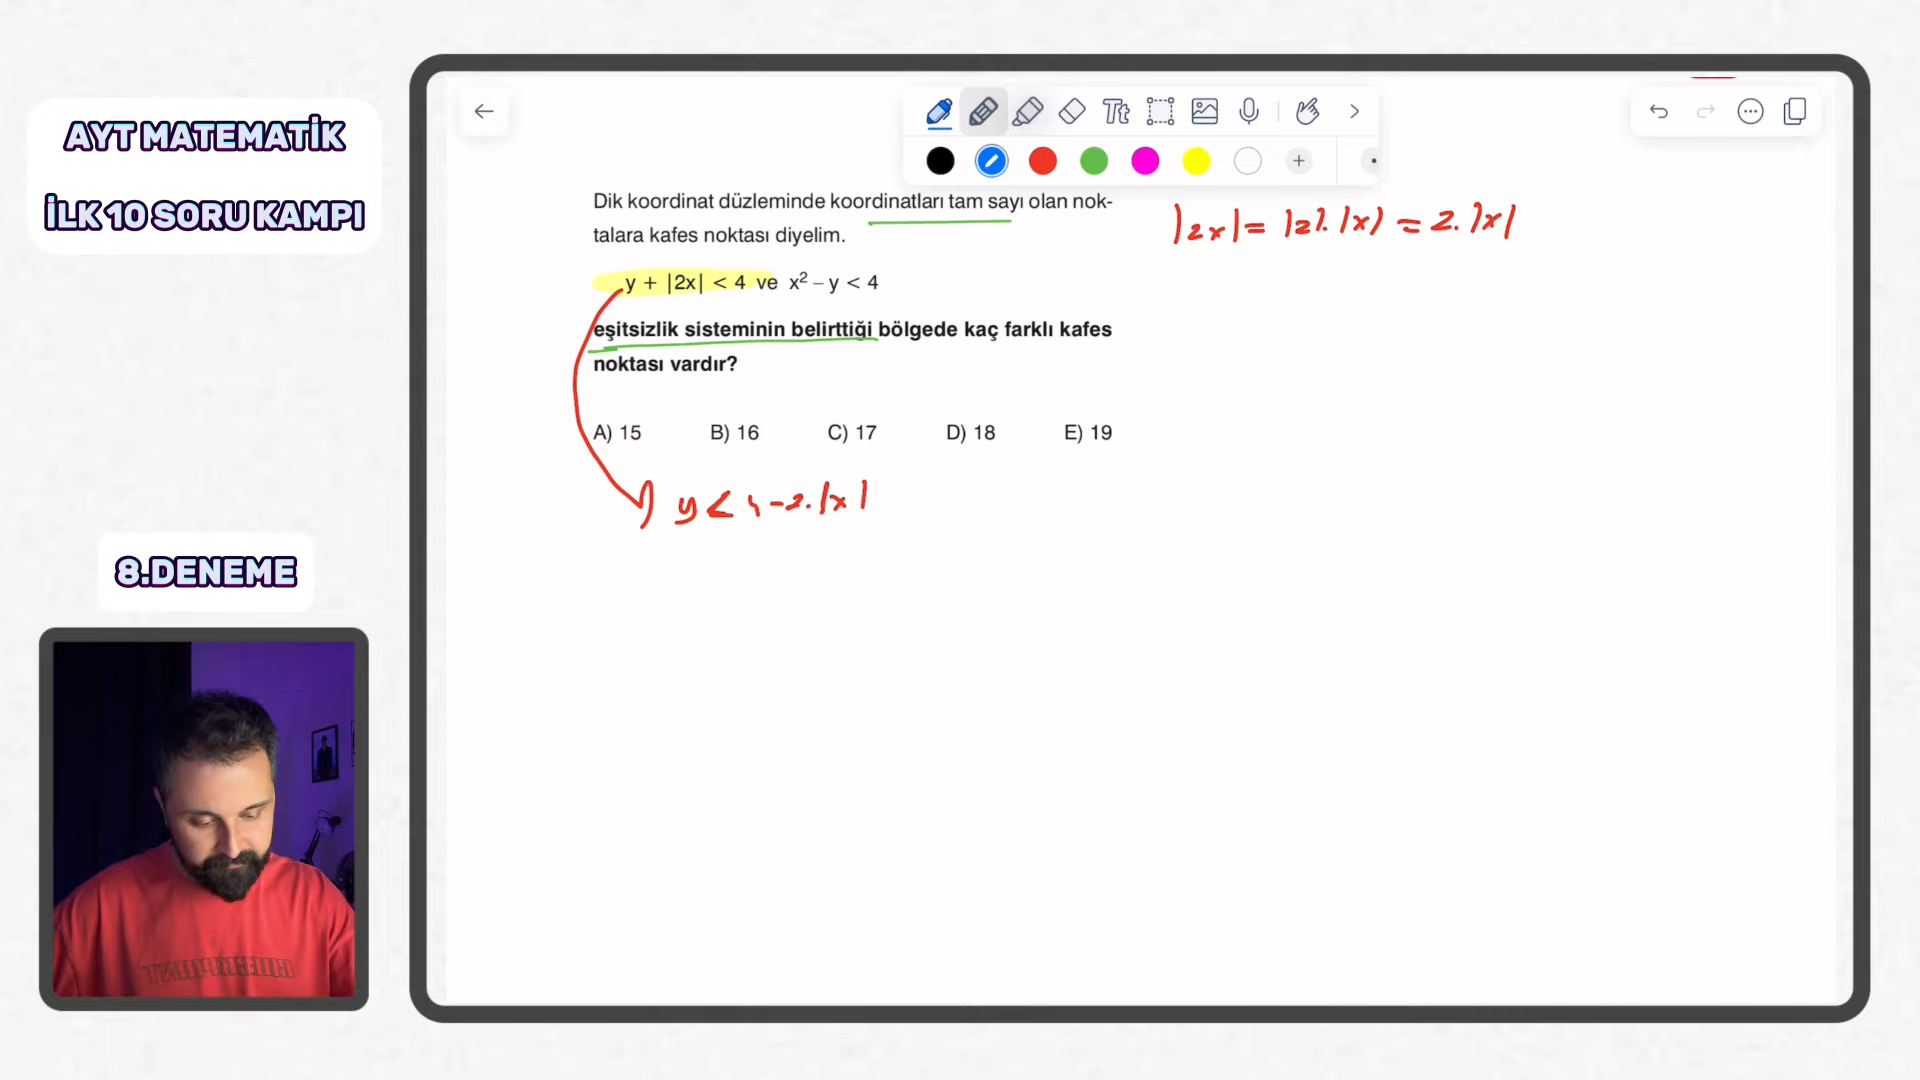 AYT MATEMATİK
İLK 10 SORU KAMPI
8.DENEME
Tt
Dik koordinat düzleminde koordinatları tam sayı olan nok-
talara kafes noktası diyelim.
y + |2x| < 4 ve x² – y < 4
eşitsizlik sisteminin belirttiği bölgede kaç farklı kafes
noktası vardır?
A) 15 B) 16 C) 17 D) 18 E) 19
|2x| = |2|.|x| = 2.|x|
y < 4 - 2.|x|